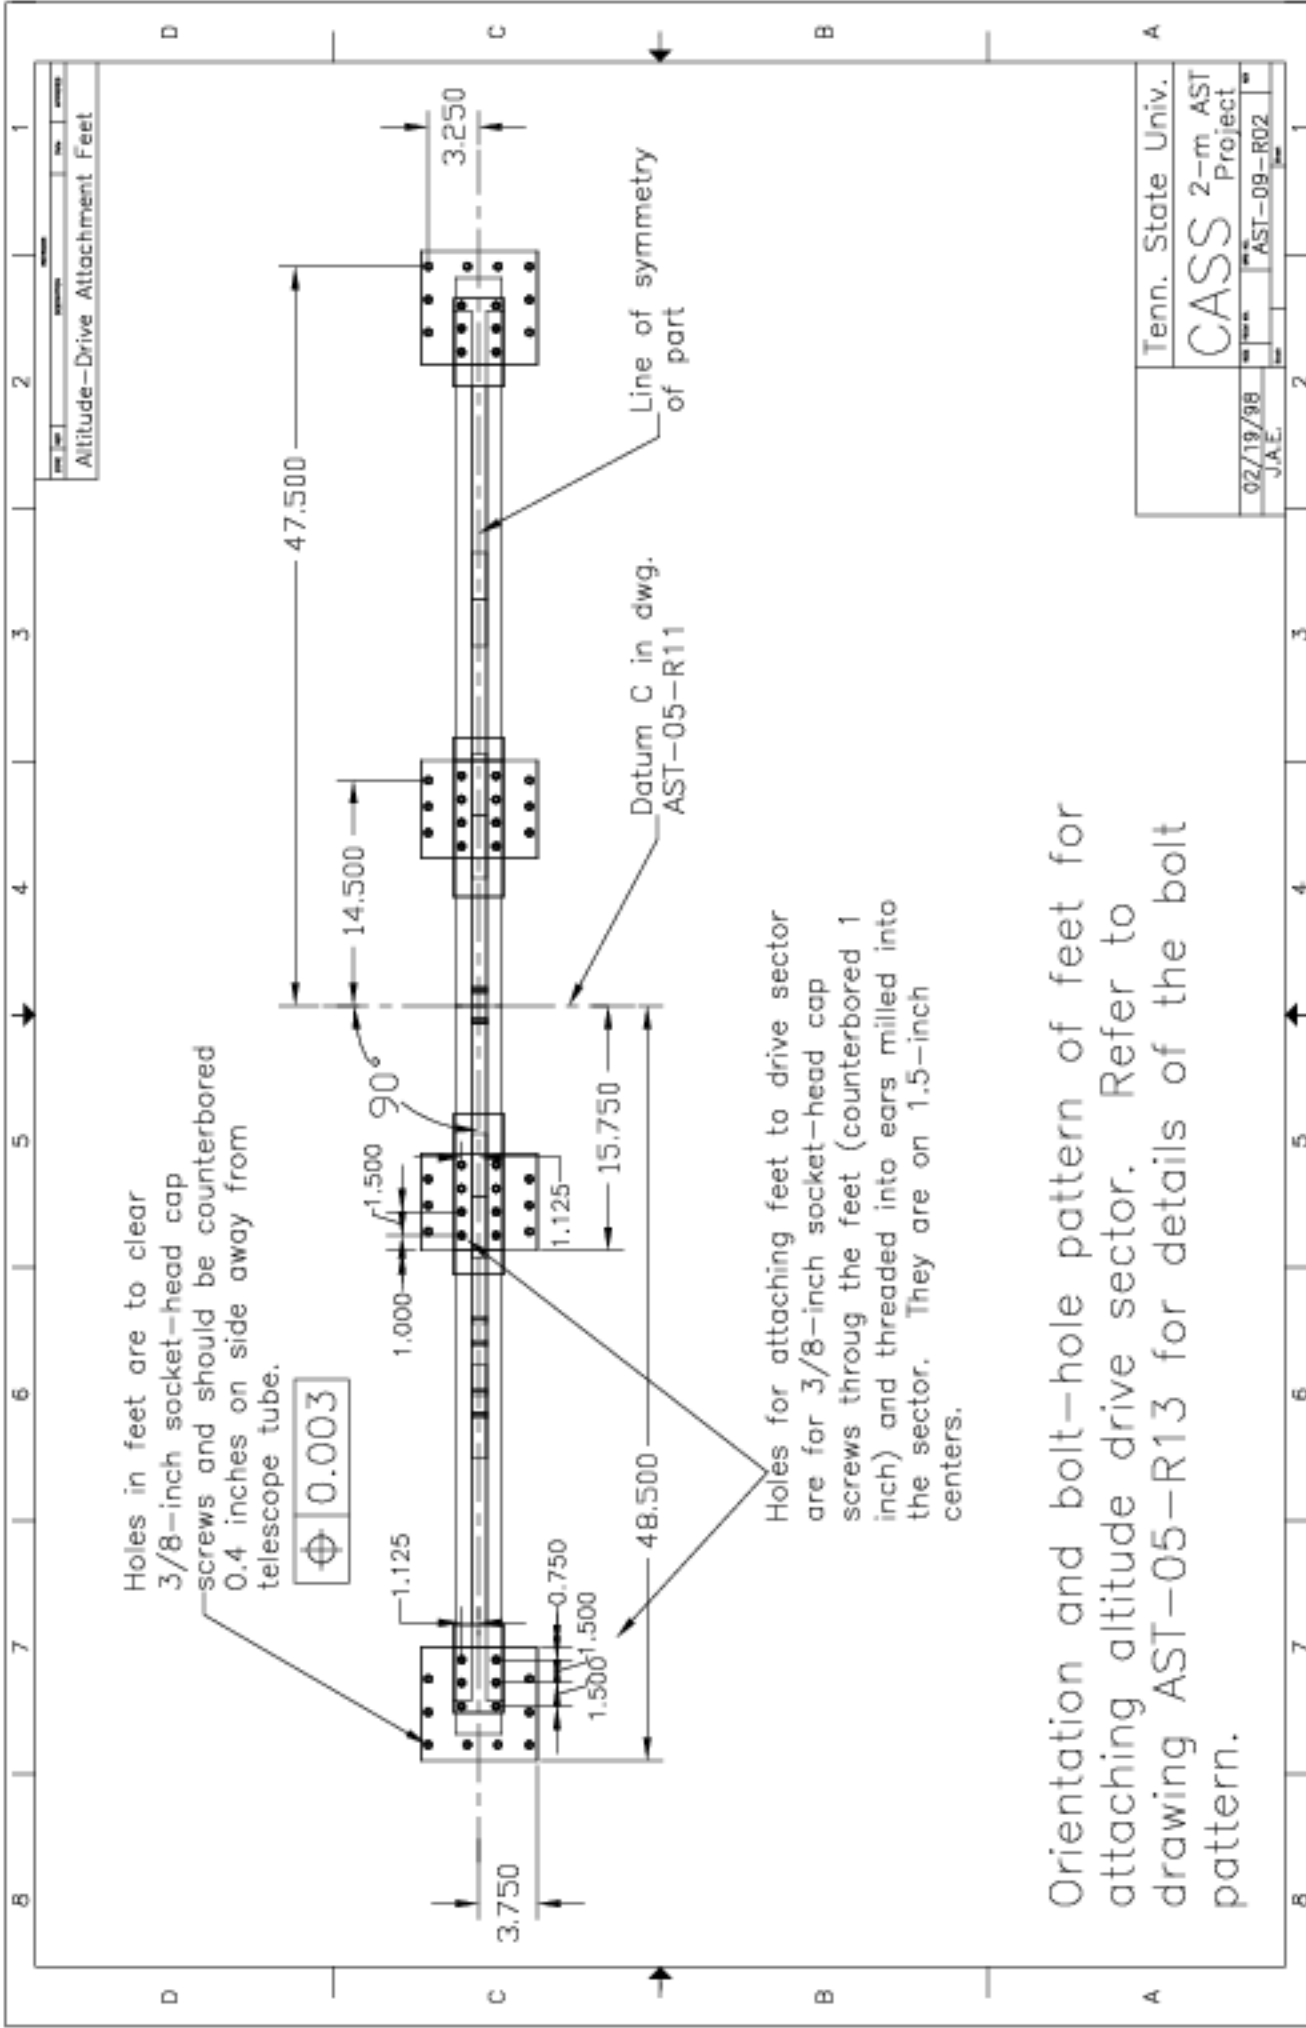 8 7 6 5 4 3 2 1
D
C
B
A
D
C
B
A
Altitude-Drive Attachment Feet
Holes in feet are to clear
3/8-inch socket-head cap
screws and should be counterbored
0.4 inches on side away from
telescope tube.
⌖ 0.003
47.500
14.500
90°
1.500
1.000
1.125
1.125
3.250
3.750
0.750
1.500
1.500
15.750
48.500
Line of symmetry
of part
Datum C in dwg.
AST-05-R11
Holes for attaching feet to drive sector
are for 3/8-inch socket-head cap
screws throug the feet (counterbored 1
inch) and threaded into ears milled into
the sector. They are on 1.5-inch
centers.
Orientation and bolt-hole pattern of feet for
attaching altitude drive sector. Refer to
drawing AST-05-R13 for details of the bolt
pattern.
Tenn. State Univ.
CASS 2-m AST
Project
02/19/98
J.A.E.
AST-09-R02
8 7 6 5 4 3 2 1